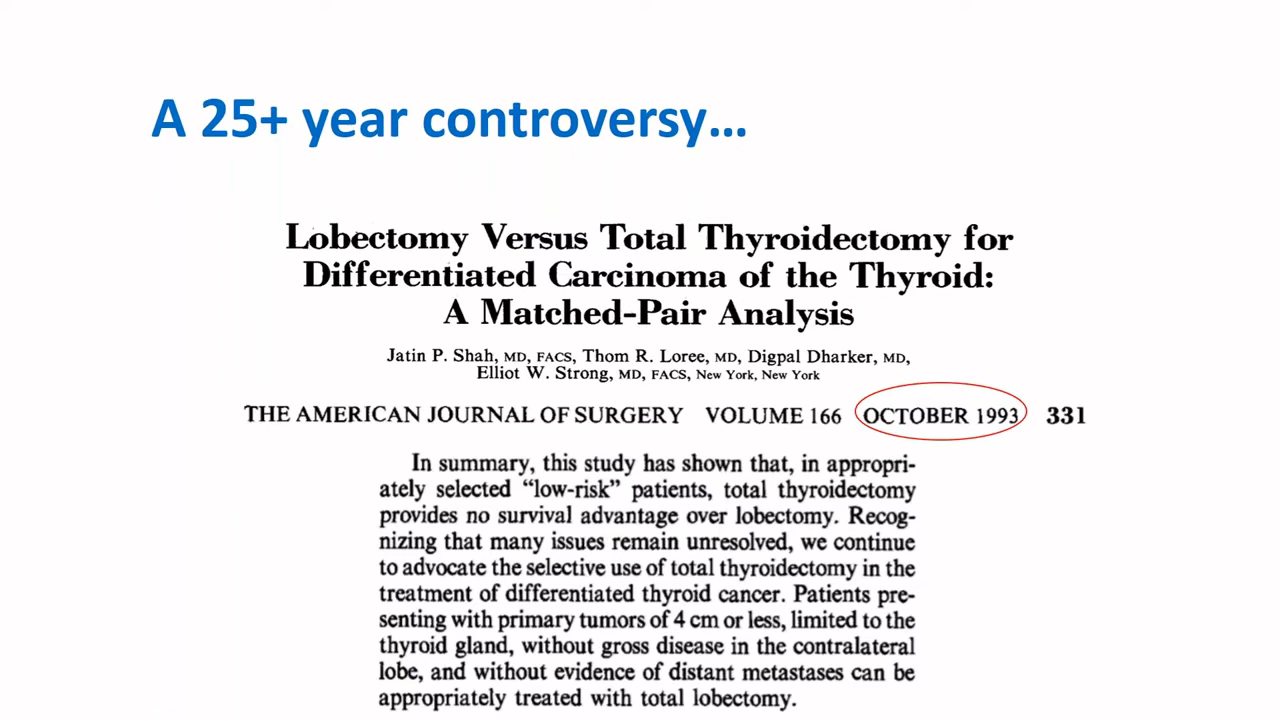 A 25+ year controversy...
Lobectomy Versus Total Thyroidectomy for
Differentiated Carcinoma of the Thyroid:
A Matched-Pair Analysis
Jatin P. Shah, MD, FACS, Thom R. Loree, MD, Digpal Dharker, MD,
Elliot W. Strong, MD, FACS, New York, New York
THE AMERICAN JOURNAL OF SURGERY VOLUME 166 OCTOBER 1993 331
In summary, this study has shown that, in appropri-
ately selected “low-risk” patients, total thyroidectomy
provides no survival advantage over lobectomy. Recog-
nizing that many issues remain unresolved, we continue
to advocate the selective use of total thyroidectomy in the
treatment of differentiated thyroid cancer. Patients pre-
senting with primary tumors of 4 cm or less, limited to the
thyroid gland, without gross disease in the contralateral
lobe, and without evidence of distant metastases can be
appropriately treated with total lobectomy.